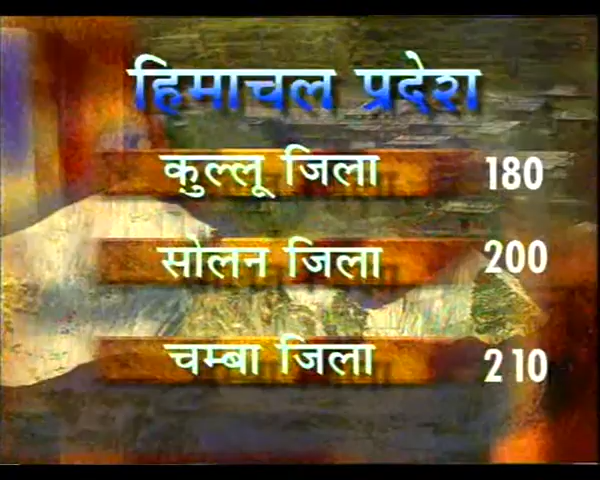 हिमाचल प्रदेश
कुल्लू जिला 180
सोलन जिला 200
चम्बा जिला 210